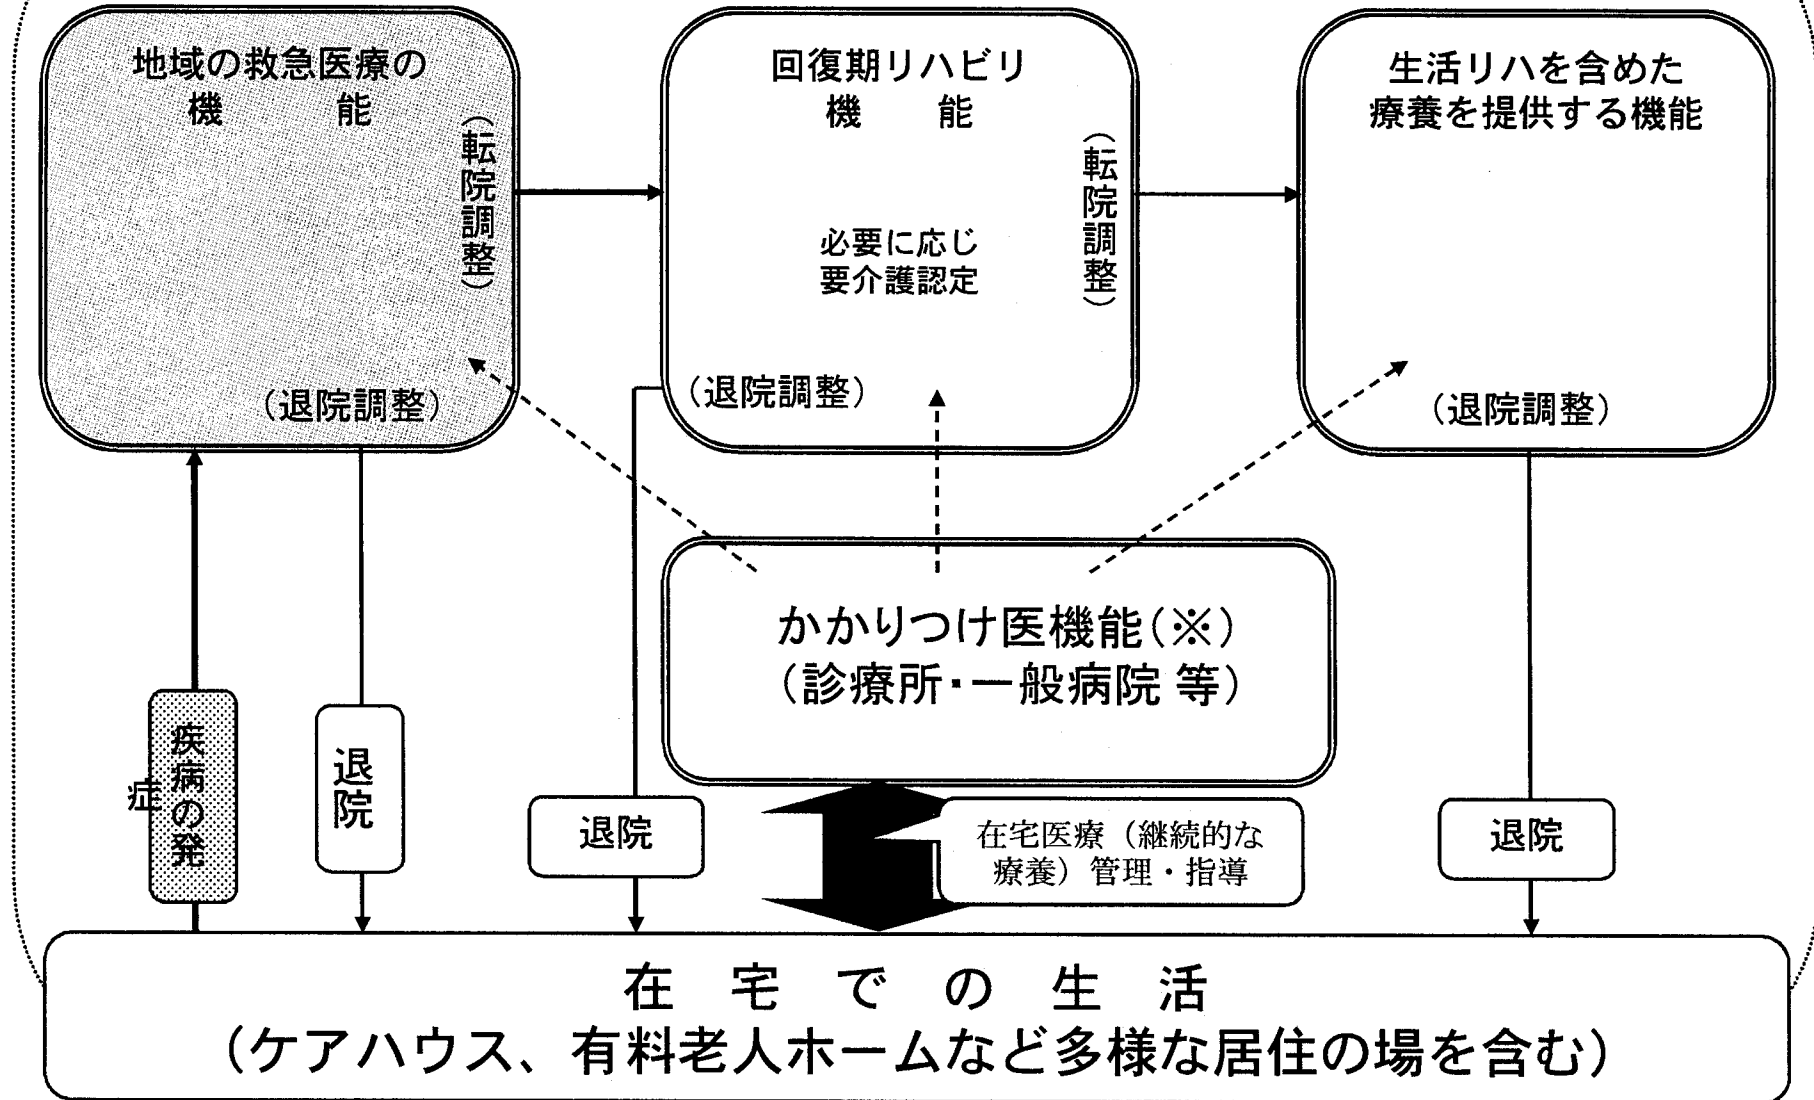 地域の救急医療の
機 能
（転院調整）
（退院調整）
回復期リハビリ
機 能
（転院調整）
必要に応じ
要介護認定
（退院調整）
生活リハを含めた
療養を提供する機能
（退院調整）
かかりつけ医機能（※）
（診療所・一般病院 等）
疾病の発
症
退院
退院
在宅医療（継続的な
療養）管理・指導
退院
在 宅 で の 生 活
（ケアハウス、有料老人ホームなど多様な居住の場を含む）